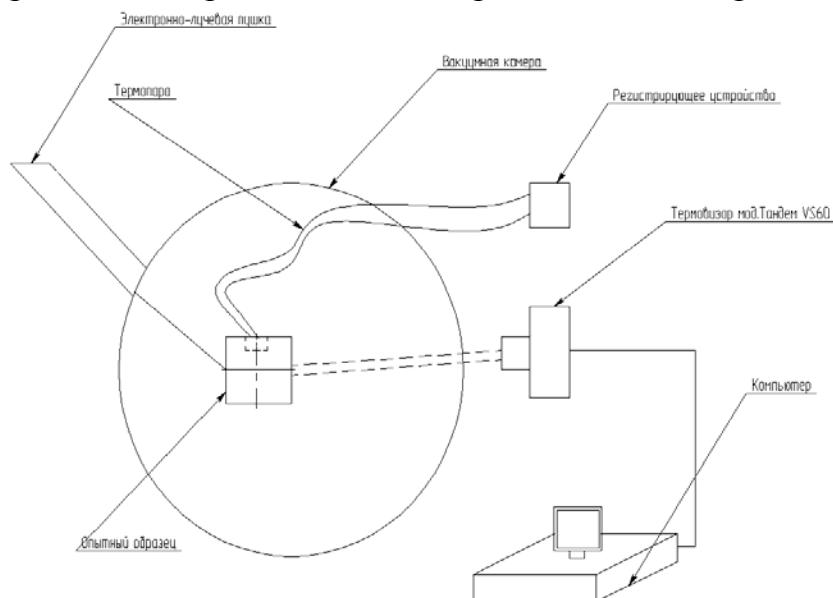 Электронно-лучевая пушка
Вакуумная камера
Термопара
Регистрирующее устройство
Термовизор мод.Тандем VS60
Компьютер
Опытный образец